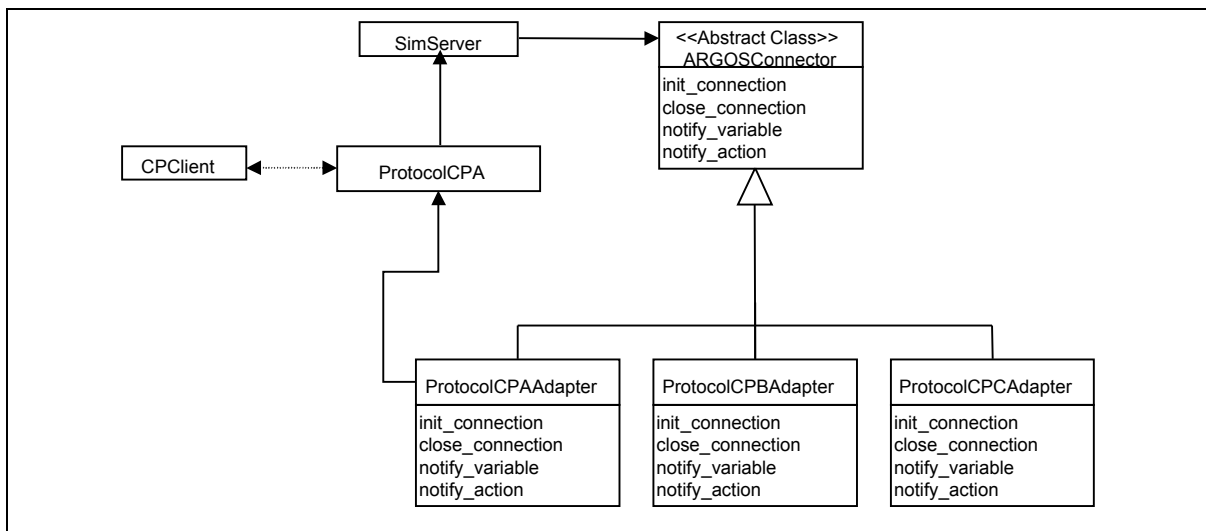 SimServer
<<Abstract Class>>
ARGOSConnector
init_connection
close_connection
notify_variable
notify_action
CPClient
ProtocolCPA
ProtocolCPAAdapter
init_connection
close_connection
notify_variable
notify_action
ProtocolCPBAdapter
init_connection
close_connection
notify_variable
notify_action
ProtocolCPCAdapter
init_connection
close_connection
notify_variable
notify_action